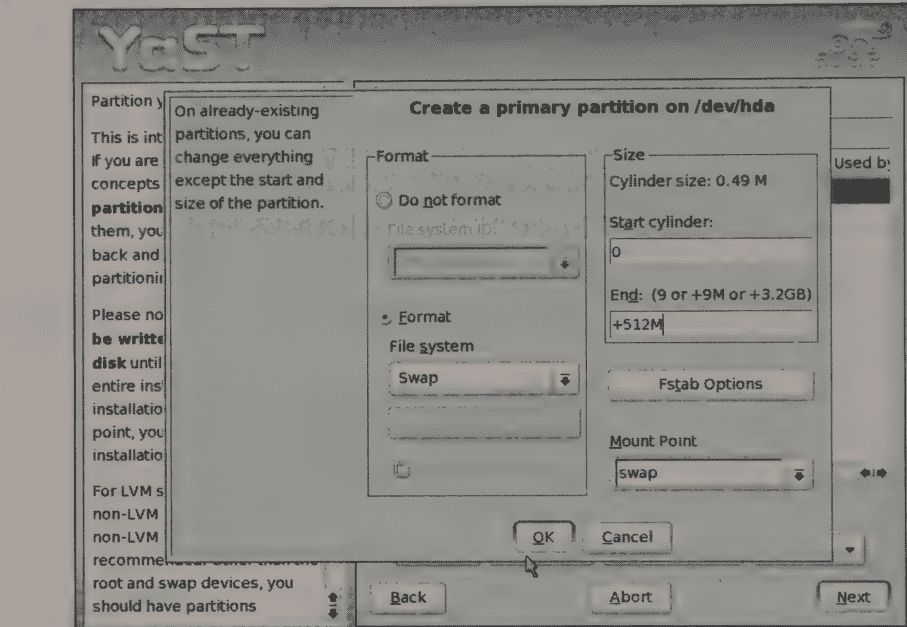 YaST
Partition y
This is int
If you are
concepts
partition
them, you
back and
partitionin
Please no
be writte
disk until
entire ins
installatio
point, you
installatio
For LVM s
non-LVM
non-LVM
root and swap devices, you
should have partitions
On already-existing
partitions, you can
change everything
except the start and
size of the partition.
Create a primary partition on /dev/hda
Format
Do not format
File system ID:
Format
File system
Swap
Size
Cylinder size: 0.49 M
Start cylinder:
0
End: (9 or +9M or +3.2GB)
+512M
Fstab Options
Mount Point
swap
OK
Cancel
Used by
Back
Abort
Next